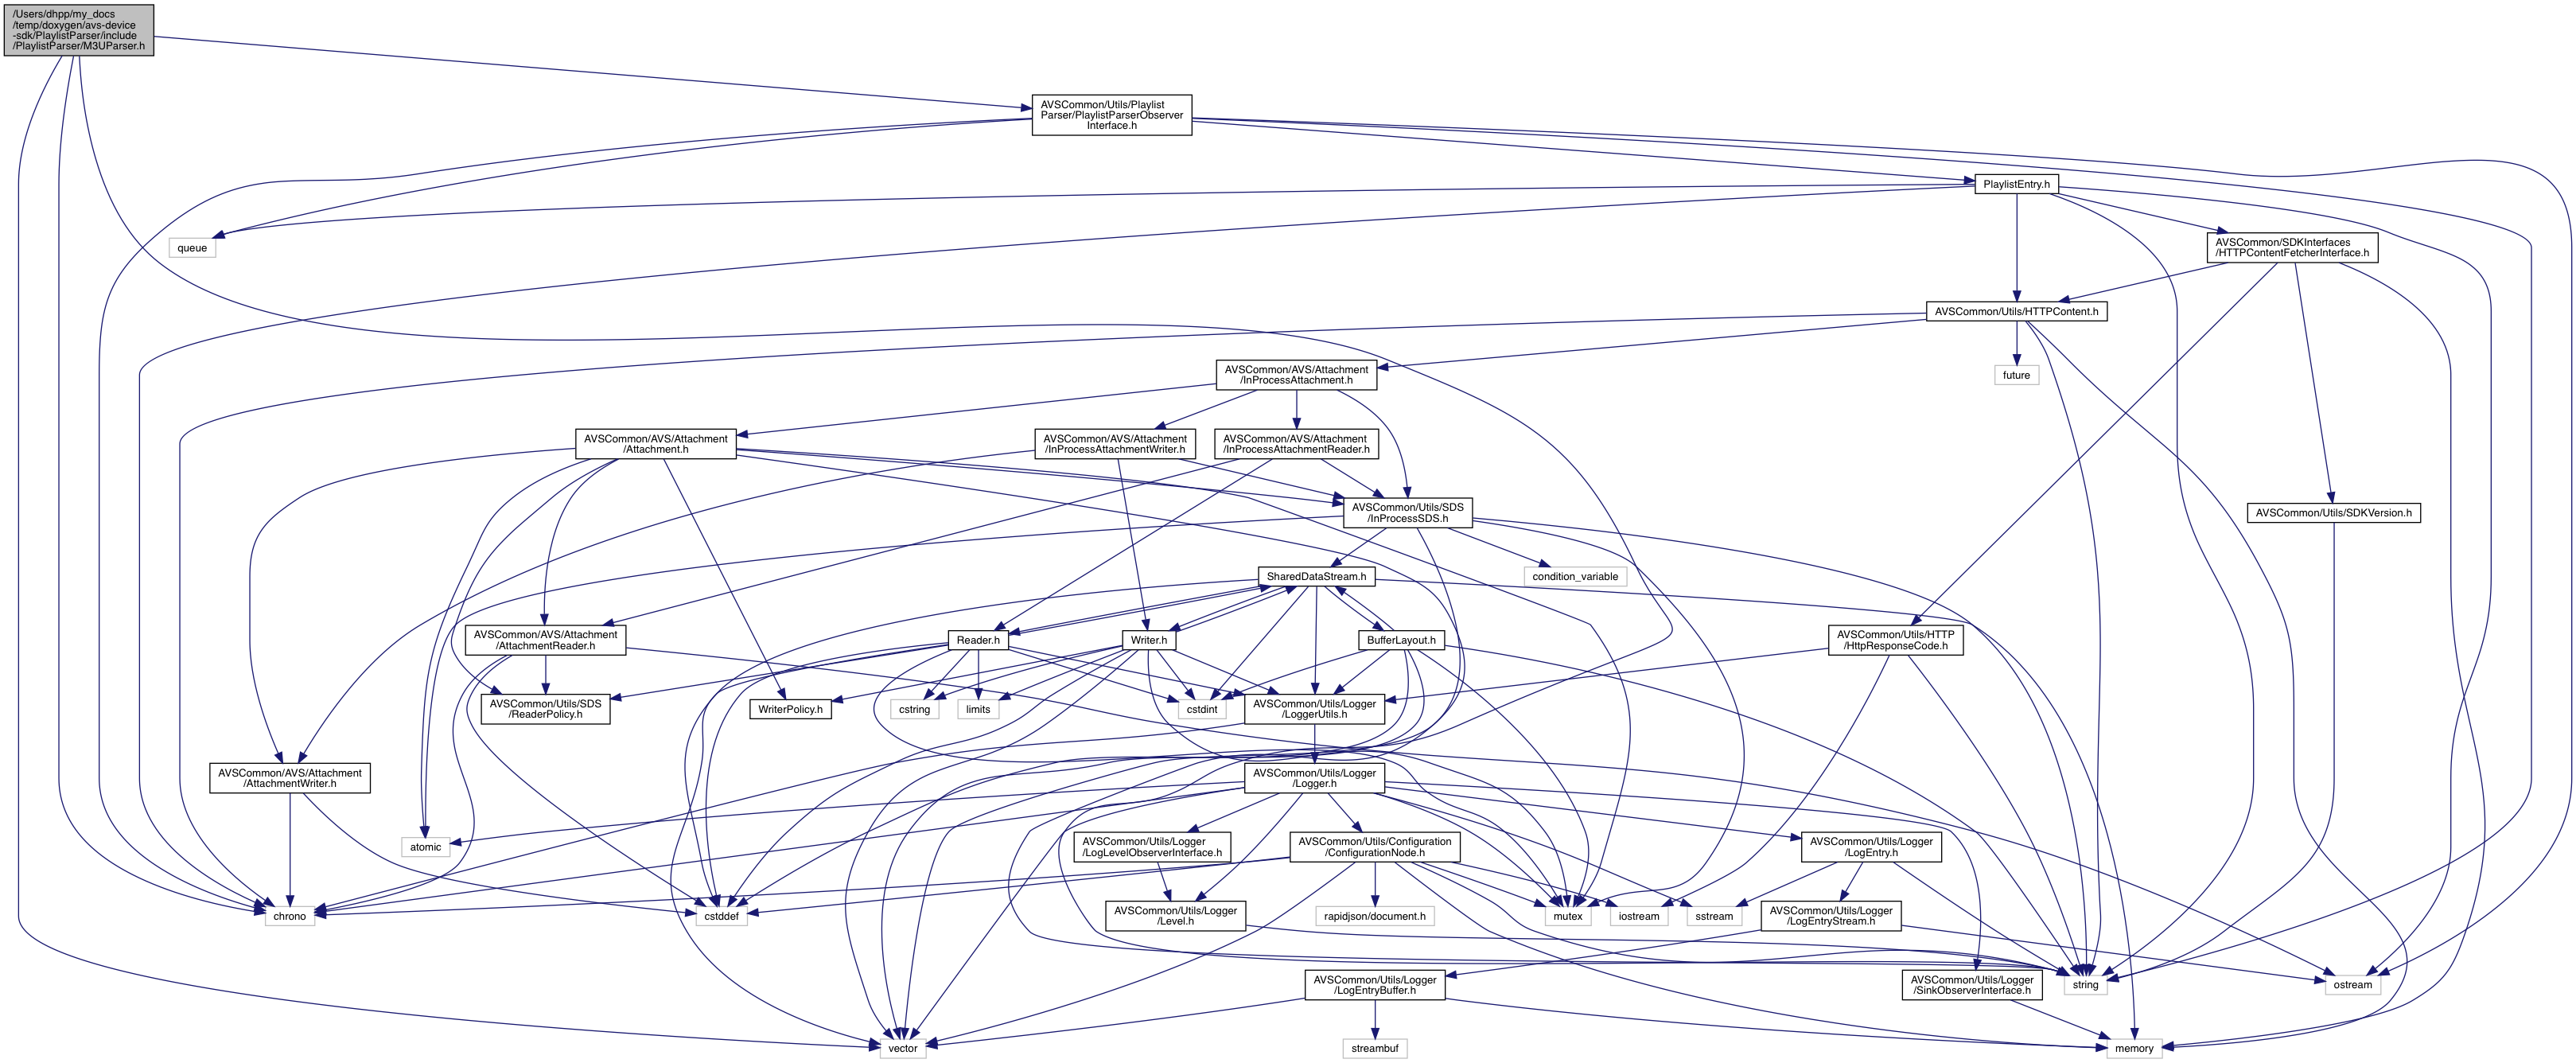 /Users/dhpp/my_docs
/temp/doxygen/avs-device
-sdk/PlaylistParser/include
/PlaylistParser/M3UParser.h
AVSCommon/Utils/Playlist
Parser/PlaylistParserObserver
Interface.h
PlaylistEntry.h
queue
AVSCommon/SDKInterfaces
/HTTPContentFetcherInterface.h
AVSCommon/Utils/HTTPContent.h
AVSCommon/AVS/Attachment
/InProcessAttachment.h
future
AVSCommon/AVS/Attachment
/Attachment.h
AVSCommon/AVS/Attachment
/InProcessAttachmentWriter.h
AVSCommon/AVS/Attachment
/InProcessAttachmentReader.h
AVSCommon/Utils/SDS
/InProcessSDS.h
AVSCommon/Utils/SDKVersion.h
SharedDataStream.h
condition_variable
AVSCommon/AVS/Attachment
/AttachmentReader.h
Reader.h
Writer.h
BufferLayout.h
AVSCommon/Utils/HTTP
/HttpResponseCode.h
AVSCommon/Utils/SDS
/ReaderPolicy.h
WriterPolicy.h
cstring
limits
cstdint
AVSCommon/Utils/Logger
/LoggerUtils.h
AVSCommon/AVS/Attachment
/AttachmentWriter.h
AVSCommon/Utils/Logger
/Logger.h
atomic
AVSCommon/Utils/Logger
/LogLevelObserverInterface.h
AVSCommon/Utils/Configuration
/ConfigurationNode.h
AVSCommon/Utils/Logger
/LogEntry.h
chrono
cstddef
AVSCommon/Utils/Logger
/Level.h
rapidjson/document.h
mutex
iostream
sstream
AVSCommon/Utils/Logger
/LogEntryStream.h
AVSCommon/Utils/Logger
/LogEntryBuffer.h
AVSCommon/Utils/Logger
/SinkObserverInterface.h
string
ostream
vector
streambuf
memory